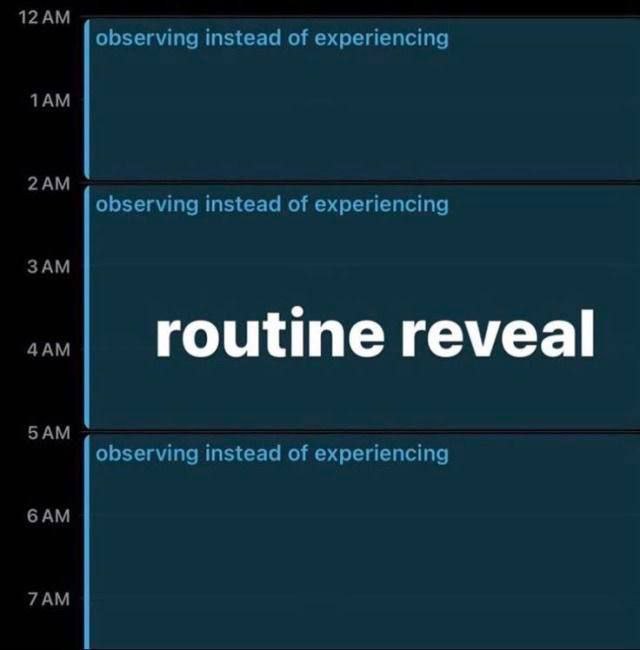 12 AM
observing instead of experiencing
1 AM
2 AM
observing instead of experiencing
3 AM
routine reveal
4 AM
5 AM
observing instead of experiencing
6 AM
7 AM